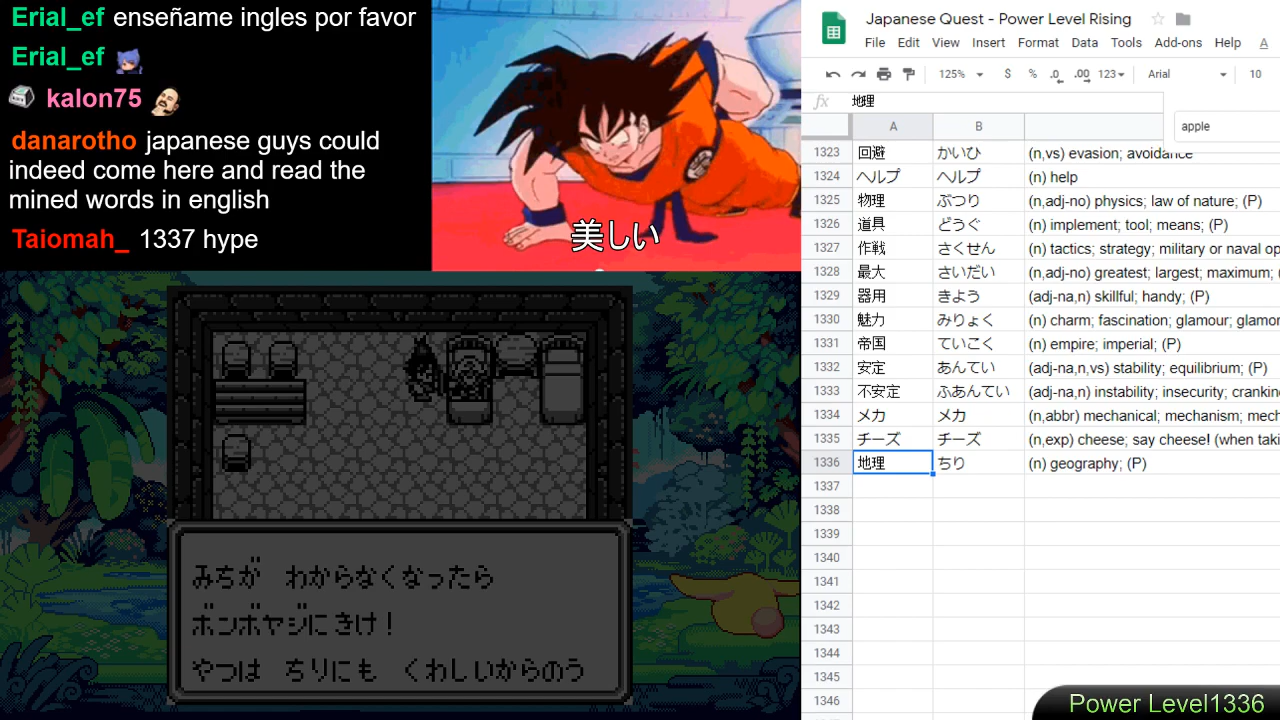 Erial_ef enseñame ingles por favor
Erial_ef
kalon75
danarotho japanese guys could
indeed come here and read the
mined words in english
Taiomah_ 1337 hype
美しい
みちが わからなくなったら
ボンボヤジにきけ!
やつは ちりにも くわしいからのう
Japanese Quest - Power Level Rising
File Edit View Insert Format Data Tools Add-ons Help A
125% $ % .0 .00 123 Arial 10
fx 地理
apple
A B
1323 回避 かいひ (n,vs) evasion; avoidance
1324 ヘルプ ヘルプ (n) help
1325 物理 ぶつり (n,adj-no) physics; law of nature; (P)
1326 道具 どうぐ (n) implement; tool; means; (P)
1327 作戦 さくせん (n) tactics; strategy; military or naval op
1328 最大 さいだい (n,adj-no) greatest; largest; maximum; (
1329 器用 きよう (adj-na,n) skillful; handy; (P)
1330 魅力 みりょく (n) charm; fascination; glamour; glamor
1331 帝国 ていこく (n) empire; imperial; (P)
1332 安定 あんてい (adj-na,n,vs) stability; equilibrium; (P)
1333 不安定 ふあんてい (adj-na,n) instability; insecurity; crankin
1334 メカ メカ (n,abbr) mechanical; mechanism; mech
1335 チーズ チーズ (n,exp) cheese; say cheese! (when taki
1336 地理 ちり (n) geography; (P)
1337
1338
1339
1340
1341
1342
1343
1344
1345
1346
Power Level1336